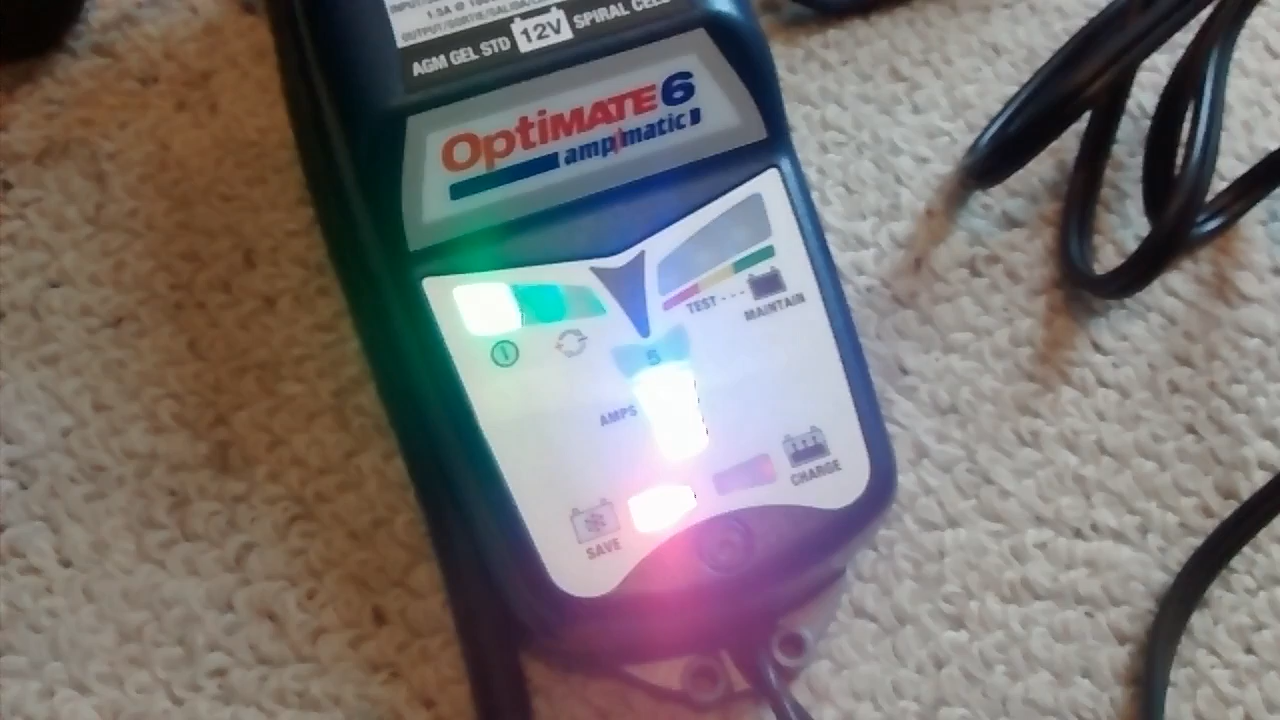 AGM GEL STD 12V SPIRAL CELL
OptiMATE 6
ampmatic
TEST - - - MAINTAIN
5
AMPS
CHARGE
SAVE